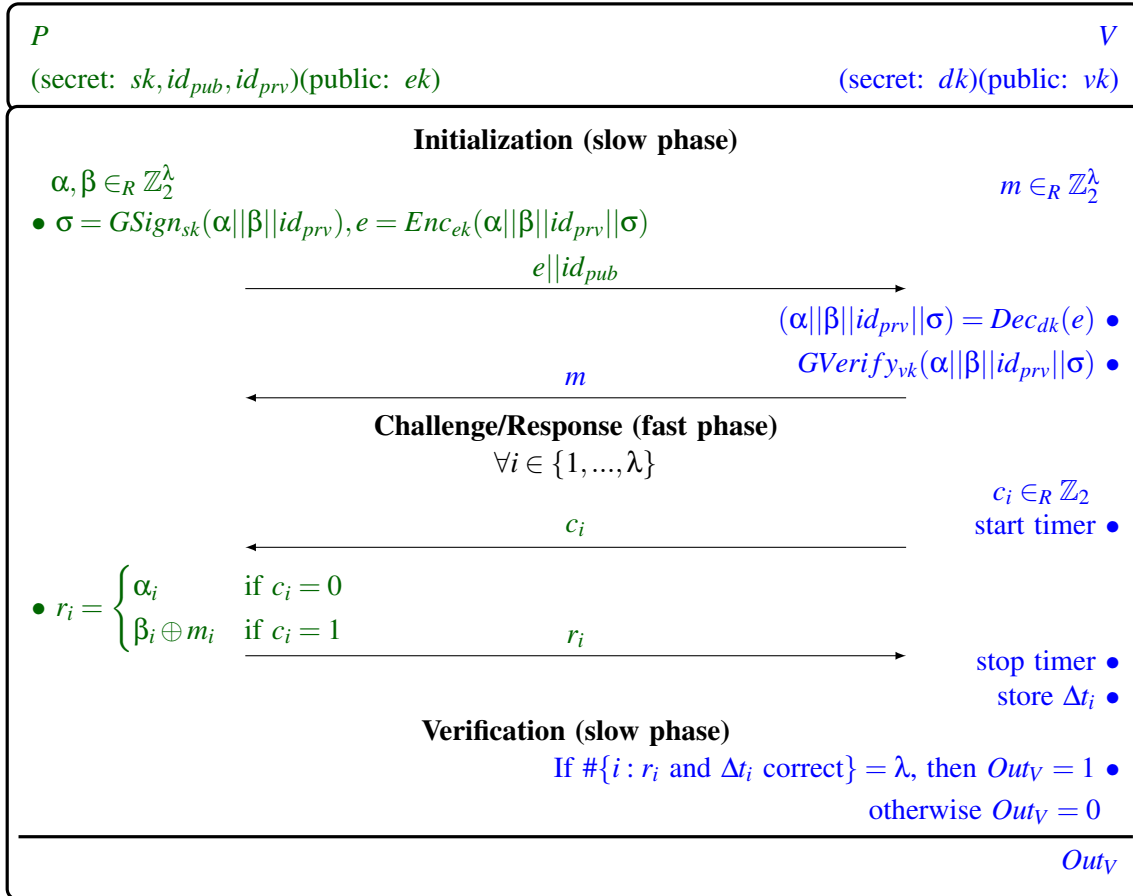 P V
(secret: sk, id_pub, id_prv)(public: ek) (secret: dk)(public: vk)
Initialization (slow phase)
α, β ∈_R ℤ_2^λ m ∈_R ℤ_2^λ
• σ = GSign_sk(α||β||id_prv), e = Enc_ek(α||β||id_prv||σ)
e||id_pub
(α||β||id_prv||σ) = Dec_dk(e) •
GVerify_vk(α||β||id_prv||σ) •
m
Challenge/Response (fast phase)
∀i ∈ {1, ..., λ}
c_i ∈_R ℤ_2
start timer •
c_i
• r_i = { α_i if c_i = 0
β_i ⊕ m_i if c_i = 1
r_i
stop timer •
store Δt_i •
Verification (slow phase)
If #{i : r_i and Δt_i correct} = λ, then Out_V = 1 •
otherwise Out_V = 0
Out_V